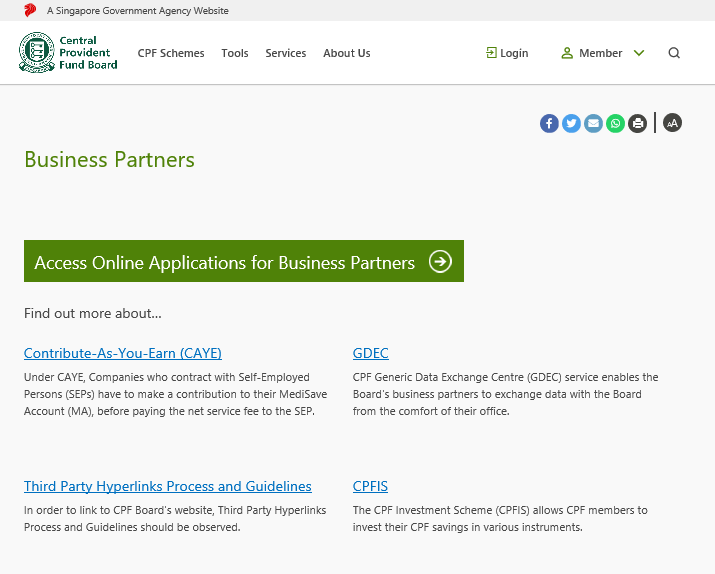 A Singapore Government Agency Website
Central
Provident
Fund Board
CPF Schemes Tools Services About Us Login Member
AA
Business Partners
Access Online Applications for Business Partners
Find out more about...
Contribute-As-You-Earn (CAYE)
Under CAYE, Companies who contract with Self-Employed
Persons (SEPs) have to make a contribution to their MediSave
Account (MA), before paying the net service fee to the SEP.
GDEC
CPF Generic Data Exchange Centre (GDEC) service enables the
Board's business partners to exchange data with the Board
from the comfort of their office.
Third Party Hyperlinks Process and Guidelines
In order to link to CPF Board's website, Third Party Hyperlinks
Process and Guidelines should be observed.
CPFIS
The CPF Investment Scheme (CPFIS) allows CPF members to
invest their CPF savings in various instruments.